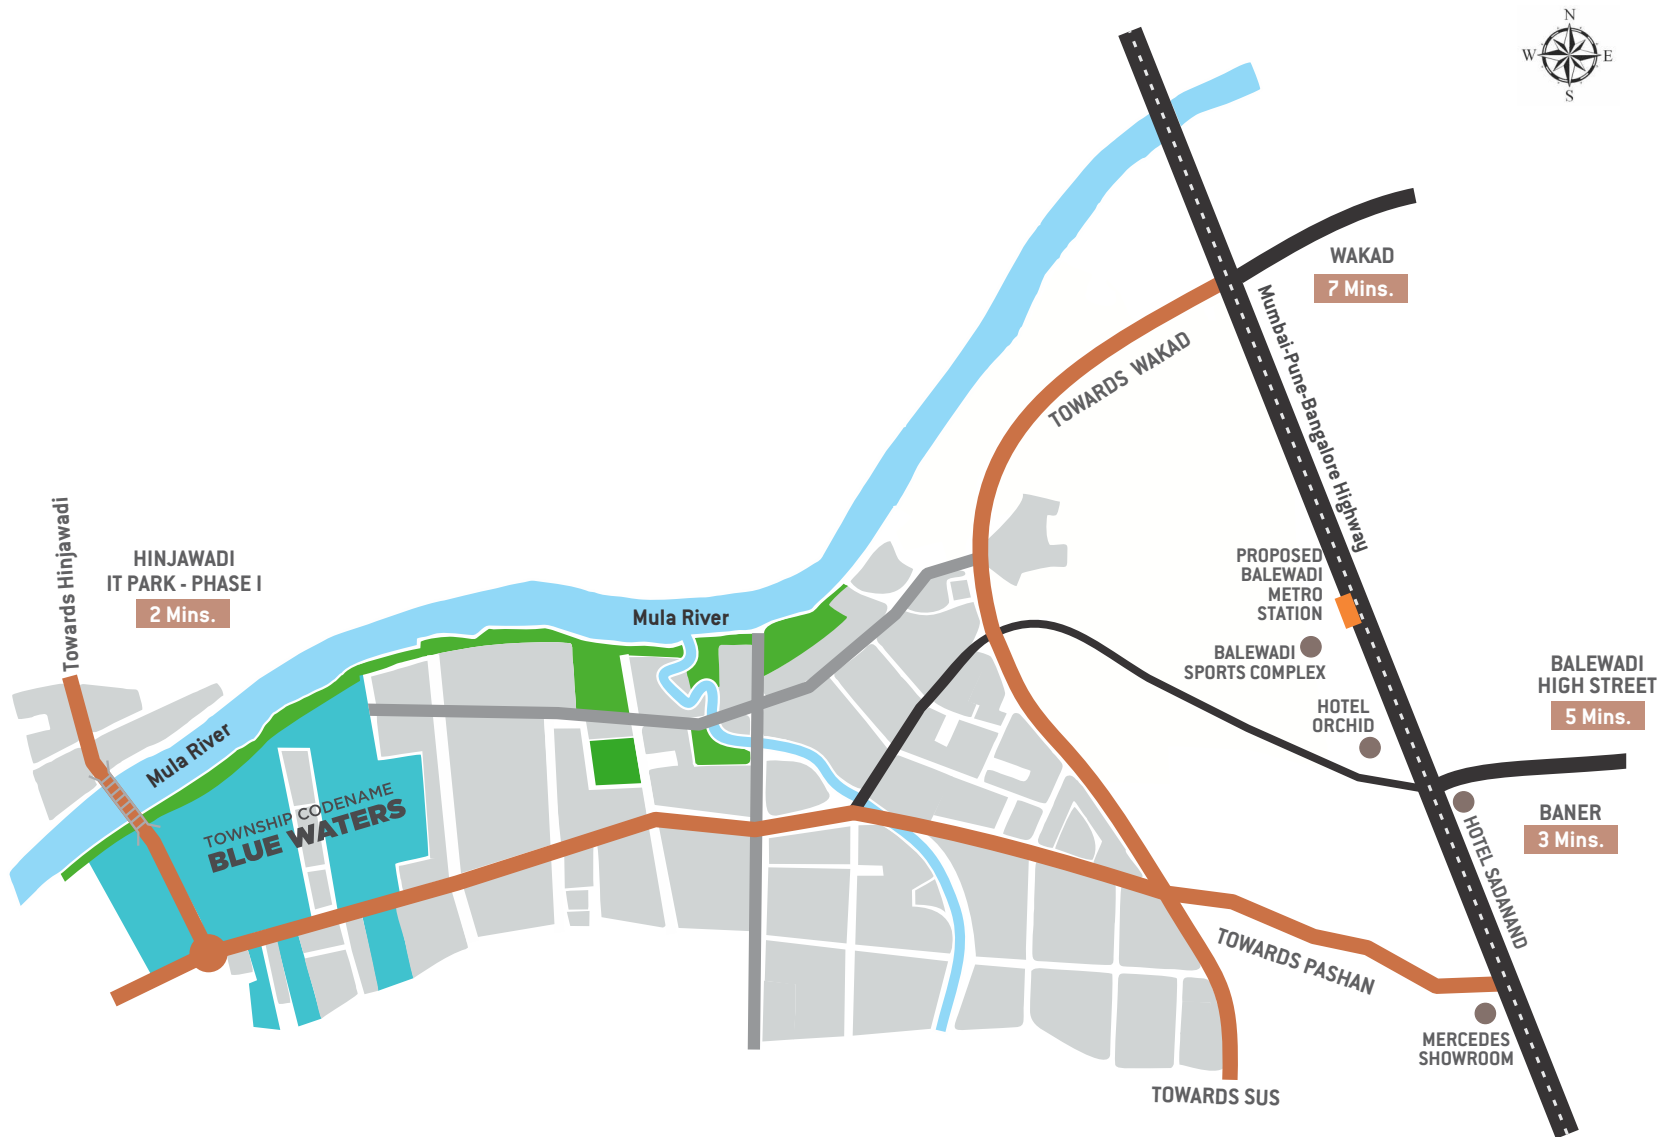 N
W E
S
WAKAD
7 Mins.
Mumbai-Pune-Bangalore Highway
TOWARDS WAKAD
Towards Hinjawadi
HINJAWADI
IT PARK - PHASE I
2 Mins.
PROPOSED
BALEWADI
METRO
STATION
Mula River
BALEWADI
SPORTS COMPLEX
BALEWADI
HIGH STREET
5 Mins.
HOTEL
ORCHID
Mula River
TOWNSHIP CODENAME
BLUE WATERS
BANER
3 Mins.
HOTEL SADANAND
TOWARDS PASHAN
MERCEDES
SHOWROOM
TOWARDS SUS